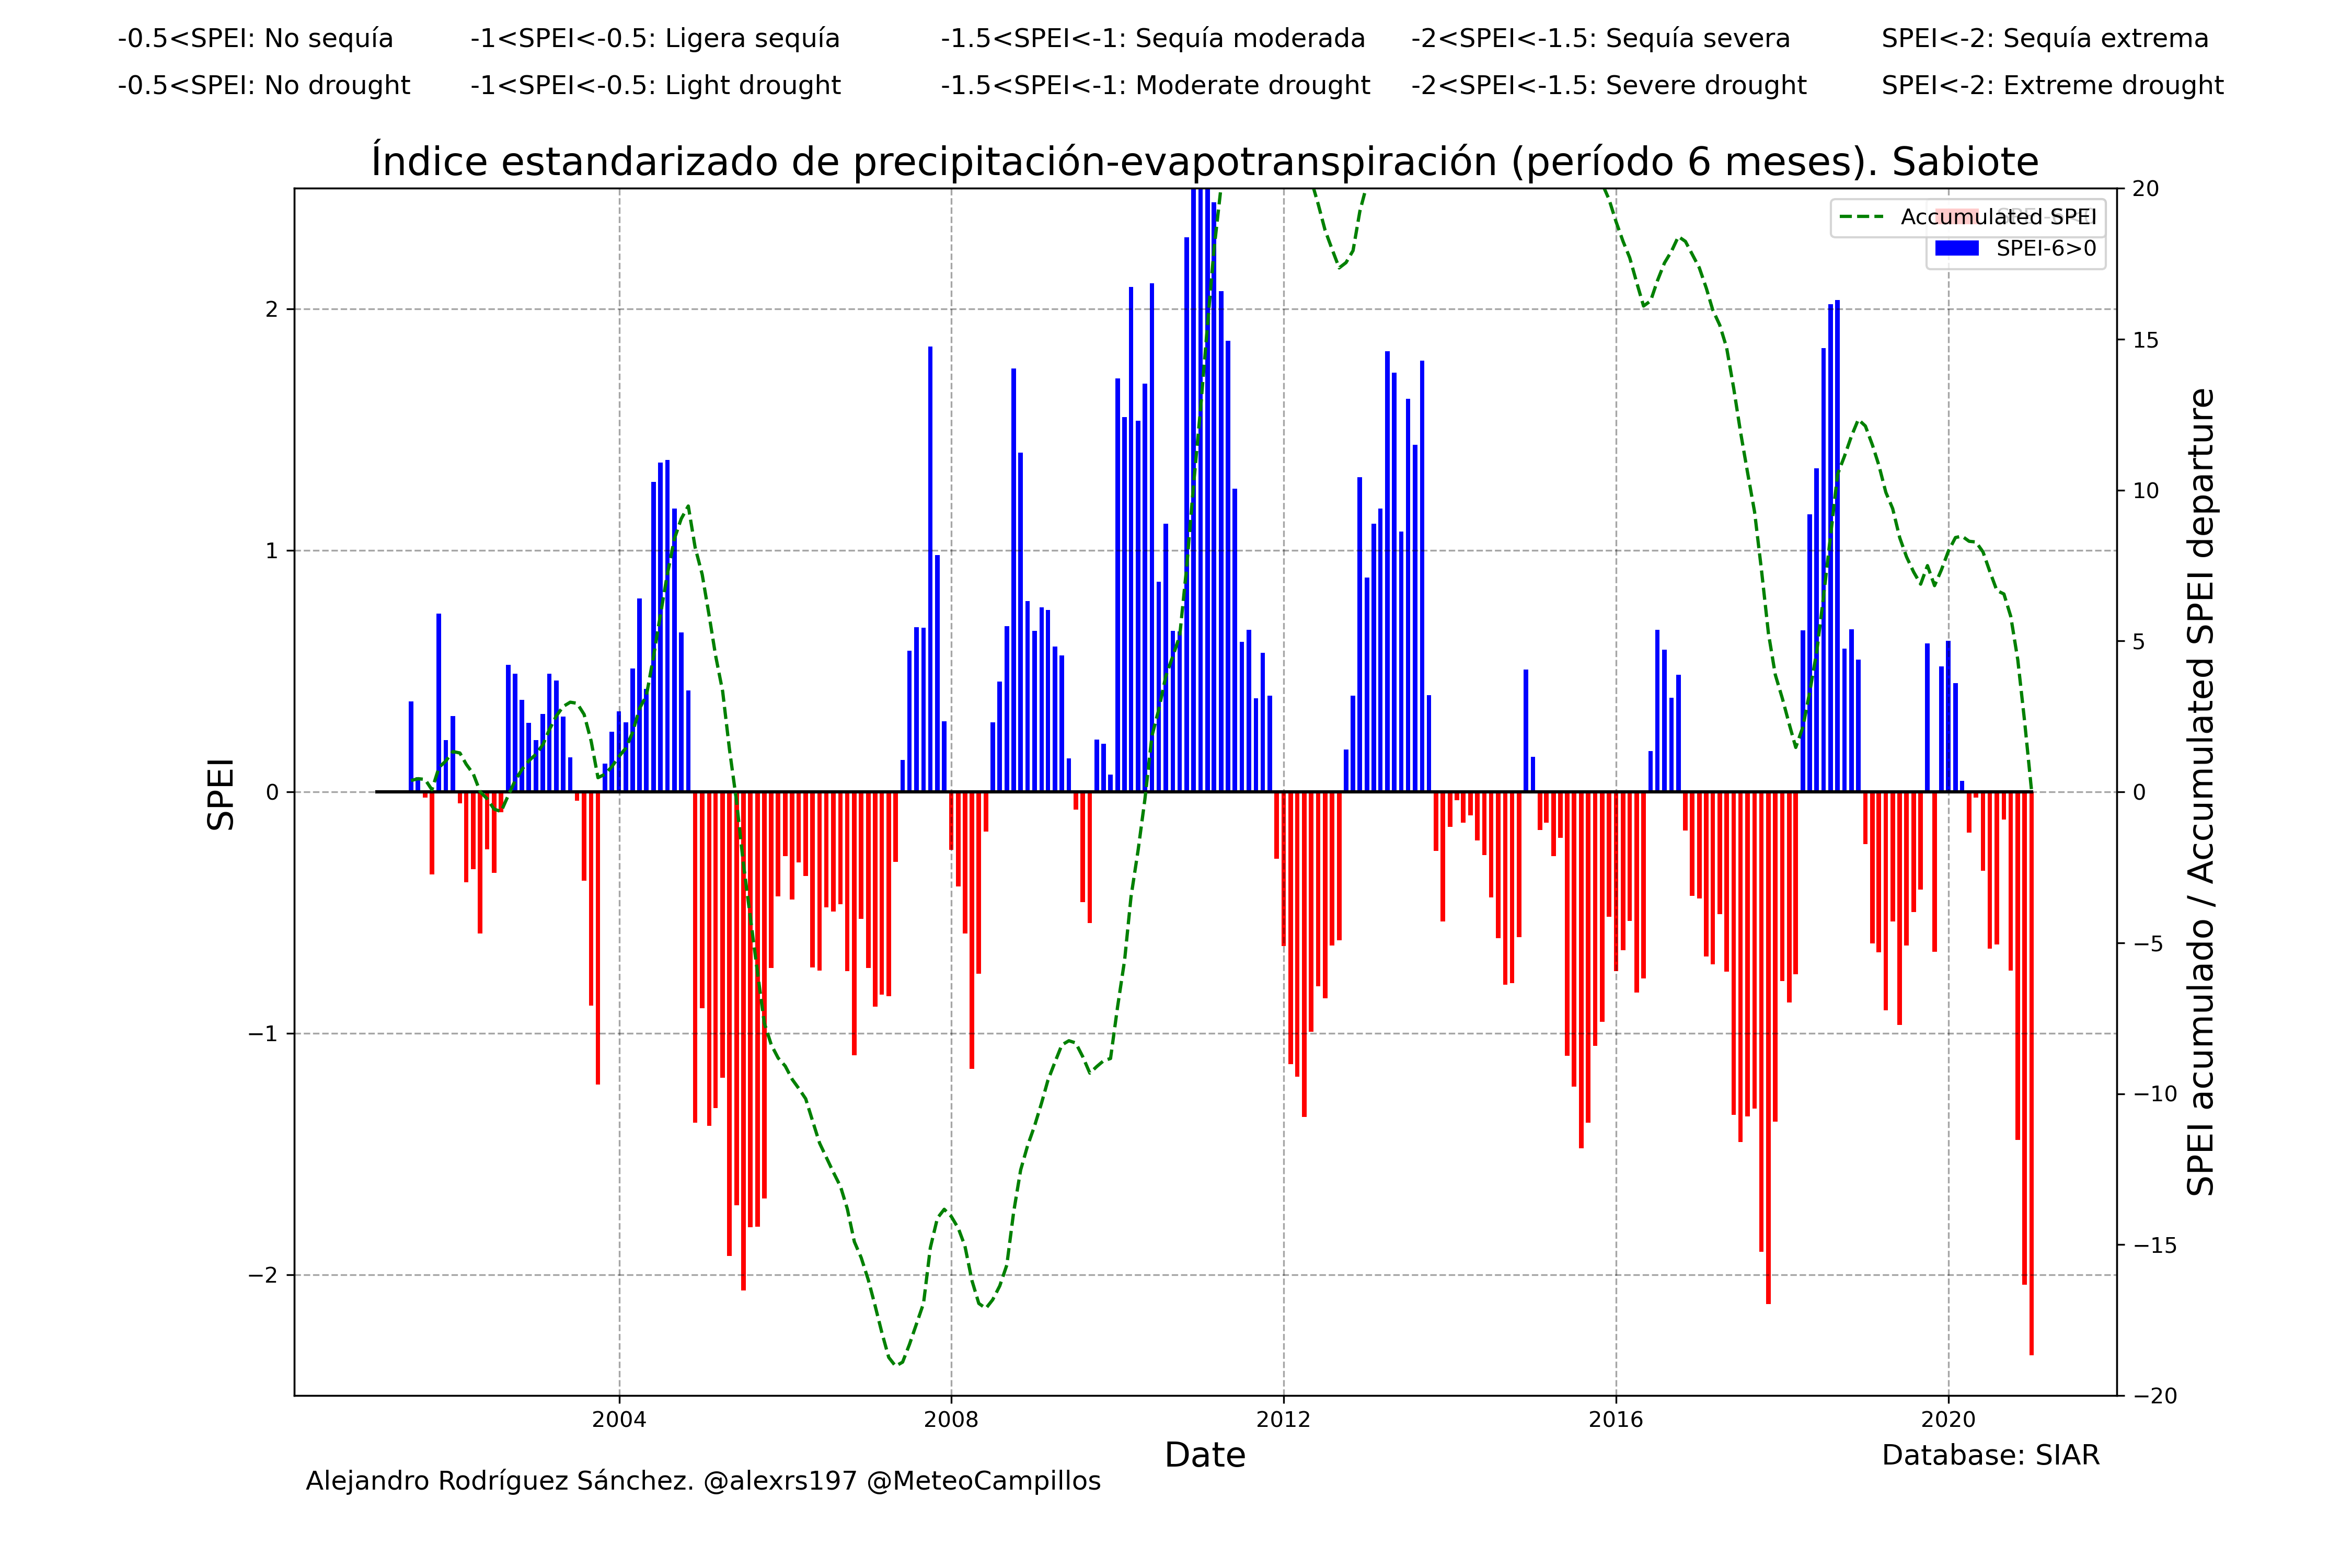 -0.5<SPEI: No sequía -1<SPEI<-0.5: Ligera sequía -1.5<SPEI<-1: Sequía moderada -2<SPEI<-1.5: Sequía severa SPEI<-2: Sequía extrema
-0.5<SPEI: No drought -1<SPEI<-0.5: Light drought -1.5<SPEI<-1: Moderate drought -2<SPEI<-1.5: Severe drought SPEI<-2: Extreme drought
Índice estandarizado de precipitación-evapotranspiración (período 6 meses). Sabiote
Accumulated SPEI
SPEI-6>0
SPEI
2
1
0
−1
−2
20
15
10
5
0
−5
−10
−15
−20
SPEI acumulado / Accumulated SPEI departure
2004 2008 2012 2016 2020
Date
Database: SIAR
Alejandro Rodríguez Sánchez. @alexrs197 @MeteoCampillos